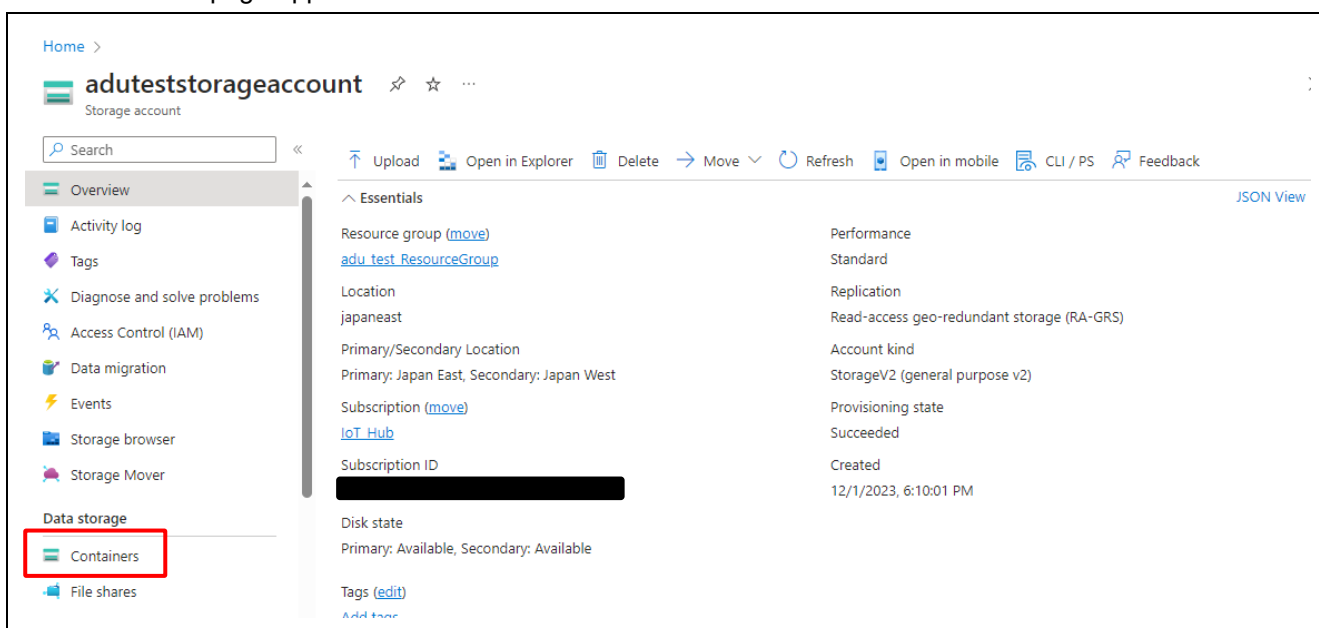 Home >
aduteststorageaccount
Storage account
Search
«
Upload Open in Explorer Delete Move Refresh Open in mobile CLI / PS Feedback
Overview
Activity log
Tags
Diagnose and solve problems
Access Control (IAM)
Data migration
Events
Storage browser
Storage Mover
Data storage
Containers
File shares
Essentials
JSON View
Resource group (move)
adu_test_ResourceGroup
Location
japaneast
Primary/Secondary Location
Primary: Japan East, Secondary: Japan West
Subscription (move)
IoT_Hub
Subscription ID
Disk state
Primary: Available, Secondary: Available
Tags (edit)
Add tags
Performance
Standard
Replication
Read-access geo-redundant storage (RA-GRS)
Account kind
StorageV2 (general purpose v2)
Provisioning state
Succeeded
Created
12/1/2023, 6:10:01 PM